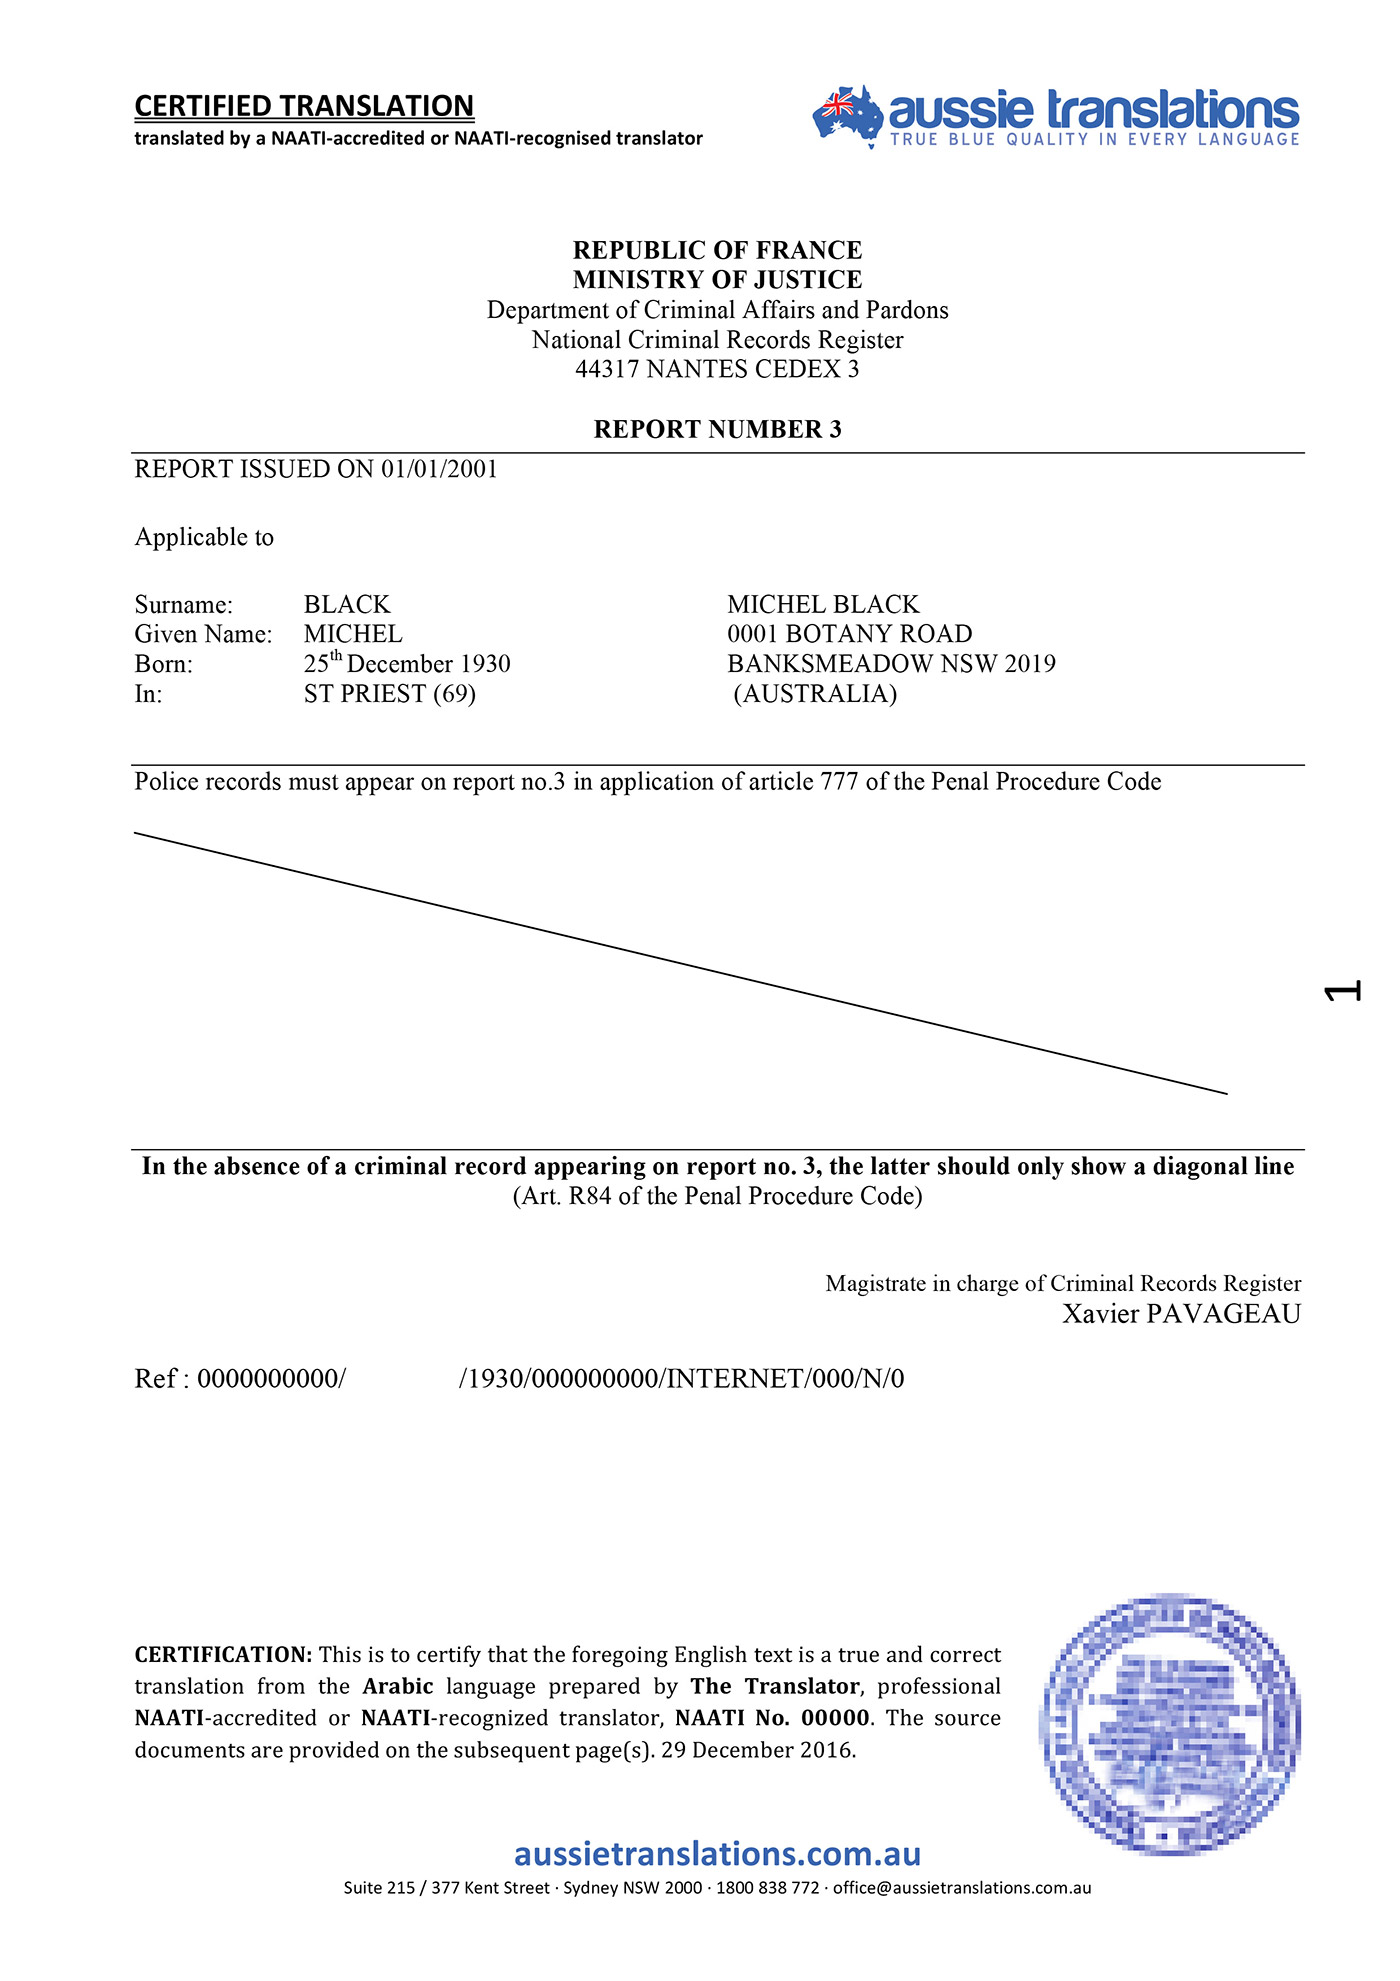 CERTIFIED TRANSLATION
translated by a NAATI-accredited or NAATI-recognised translator
aussie translations
TRUE BLUE QUALITY IN EVERY LANGUAGE
REPUBLIC OF FRANCE
MINISTRY OF JUSTICE
Department of Criminal Affairs and Pardons
National Criminal Records Register
44317 NANTES CEDEX 3
REPORT NUMBER 3
REPORT ISSUED ON 01/01/2001
Applicable to
Surname: BLACK MICHEL BLACK
Given Name: MICHEL 0001 BOTANY ROAD
Born: 25th December 1930 BANKSMEADOW NSW 2019
In: ST PRIEST (69) (AUSTRALIA)
Police records must appear on report no.3 in application of article 777 of the Penal Procedure Code
1
In the absence of a criminal record appearing on report no. 3, the latter should only show a diagonal line
(Art. R84 of the Penal Procedure Code)
Magistrate in charge of Criminal Records Register
Xavier PAVAGEAU
Ref : 0000000000/ /1930/000000000/INTERNET/000/N/0
CERTIFICATION: This is to certify that the foregoing English text is a true and correct
translation from the Arabic language prepared by The Translator, professional
NAATI-accredited or NAATI-recognized translator, NAATI No. 00000. The source
documents are provided on the subsequent page(s). 29 December 2016.
aussietranslations.com.au
Suite 215 / 377 Kent Street · Sydney NSW 2000 · 1800 838 772 · office@aussietranslations.com.au